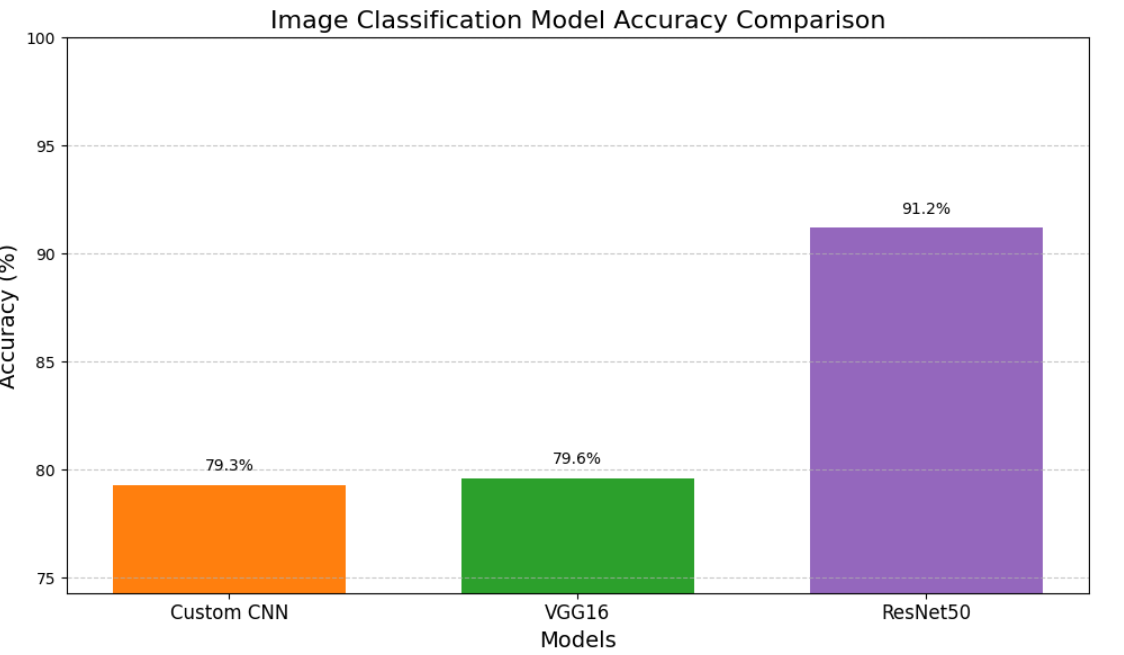 Image Classification Model Accuracy Comparison
100
95
90
85
80
75
Accuracy (%)
79.3%
79.6%
91.2%
Custom CNN
VGG16
ResNet50
Models